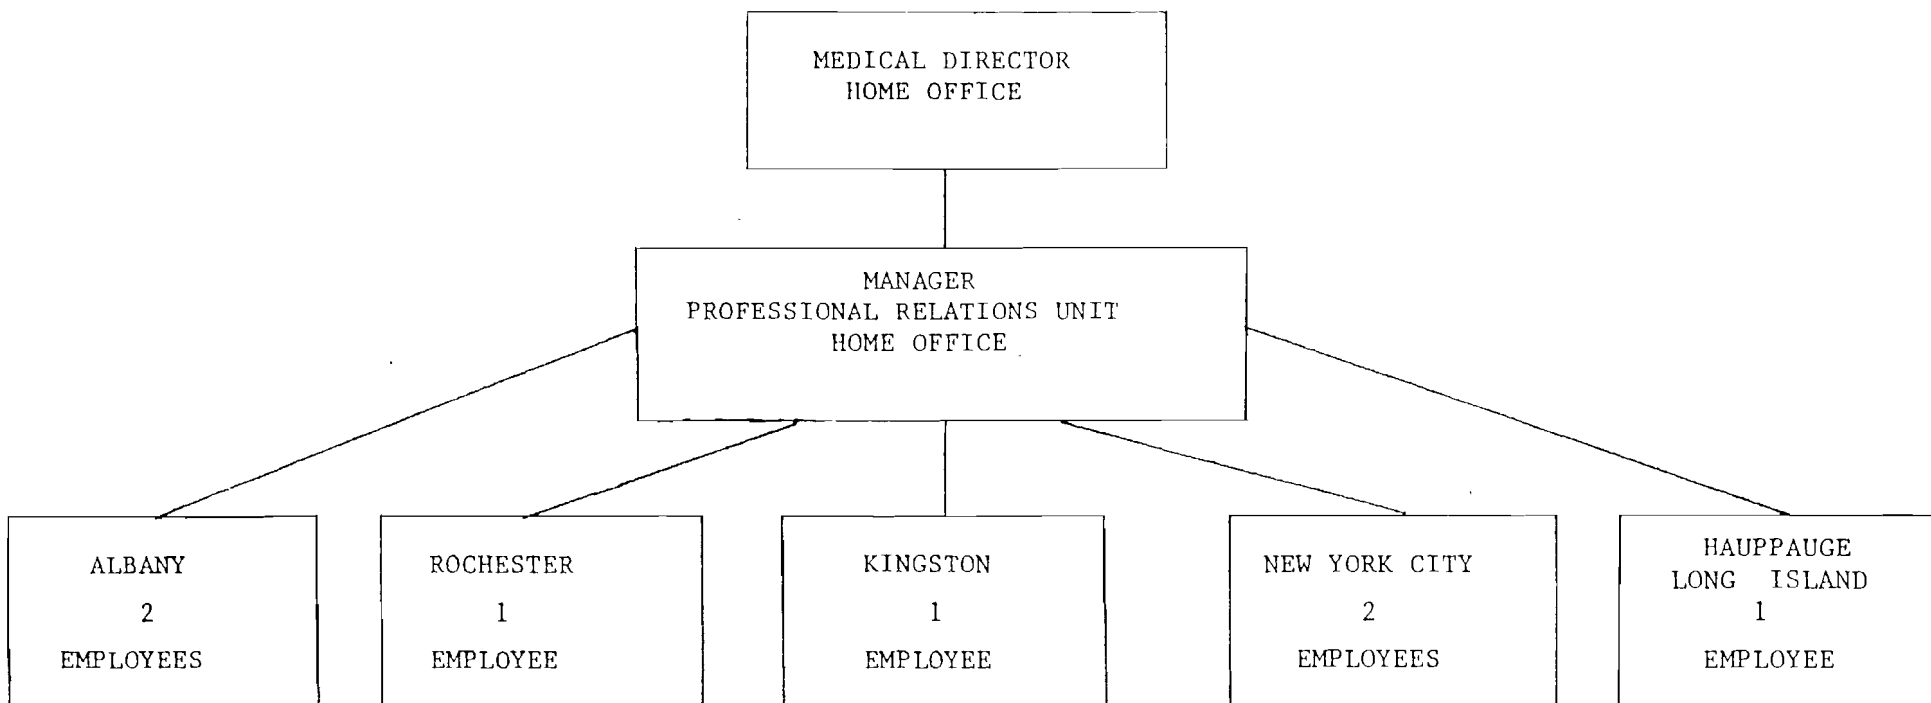 MEDICAL DIRECTOR
HOME OFFICE
MANAGER
PROFESSIONAL RELATIONS UNIT
HOME OFFICE
ALBANY
2
EMPLOYEES
ROCHESTER
1
EMPLOYEE
KINGSTON
1
EMPLOYEE
NEW YORK CITY
2
EMPLOYEES
HAUPPAUGE
LONG ISLAND
1
EMPLOYEE